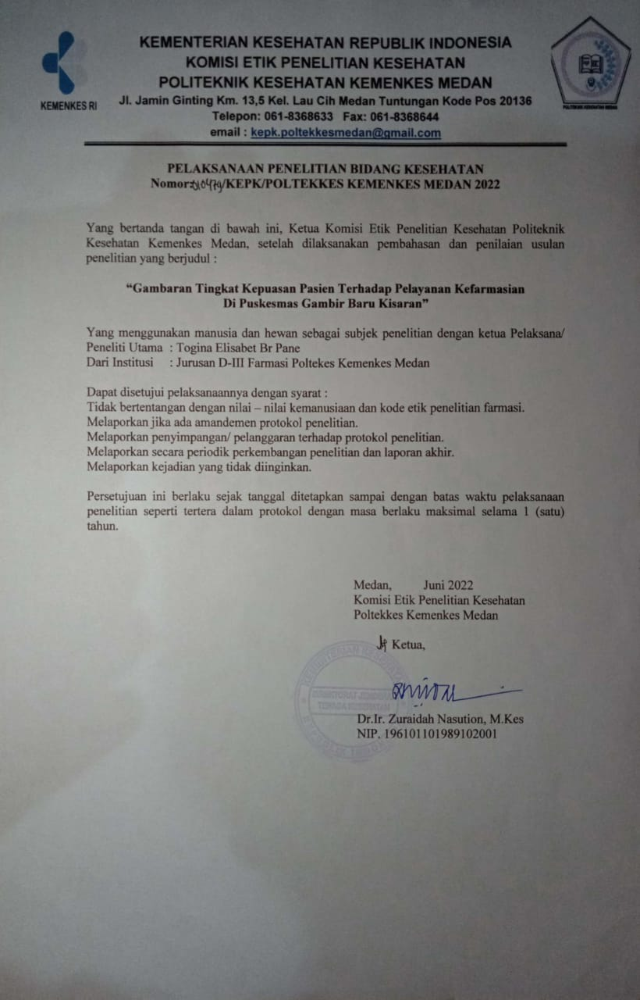 KEMENTERIAN KESEHATAN REPUBLIK INDONESIA
KOMISI ETIK PENELITIAN KESEHATAN
POLITEKNIK KESEHATAN KEMENKES MEDAN
KEMENKES RI
POLITEKNIK KESEHATAN MEDAN
Jl. Jamin Ginting Km. 13,5 Kel. Lau Cih Medan Tuntungan Kode Pos 20136
Telepon: 061-8368633 Fax: 061-8368644
email : kepk.poltekkesmedan@gmail.com
PELAKSANAAN PENELITIAN BIDANG KESEHATAN
Nomor: /KEPK/POLTEKKES KEMENKES MEDAN 2022
Yang bertanda tangan di bawah ini, Ketua Komisi Etik Penelitian Kesehatan Politeknik
Kesehatan Kemenkes Medan, setelah dilaksanakan pembahasan dan penilaian usulan
penelitian yang berjudul :
“Gambaran Tingkat Kepuasan Pasien Terhadap Pelayanan Kefarmasian
Di Puskesmas Gambir Baru Kisaran”
Yang menggunakan manusia dan hewan sebagai subjek penelitian dengan ketua Pelaksana/
Peneliti Utama : Togina Elisabet Br Pane
Dari Institusi : Jurusan D-III Farmasi Poltekes Kemenkes Medan
Dapat disetujui pelaksanaannya dengan syarat :
Tidak bertentangan dengan nilai – nilai kemanusiaan dan kode etik penelitian farmasi.
Melaporkan jika ada amandemen protokol penelitian.
Melaporkan penyimpangan/ pelanggaran terhadap protokol penelitian.
Melaporkan secara periodik perkembangan penelitian dan laporan akhir.
Melaporkan kejadian yang tidak diinginkan.
Persetujuan ini berlaku sejak tanggal ditetapkan sampai dengan batas waktu pelaksanaan
penelitian seperti tertera dalam protokol dengan masa berlaku maksimal selama 1 (satu)
tahun.
Medan, Juni 2022
Komisi Etik Penelitian Kesehatan
Poltekkes Kemenkes Medan
Ketua,
Dr.Ir. Zuraidah Nasution, M.Kes
NIP. 196101101989102001